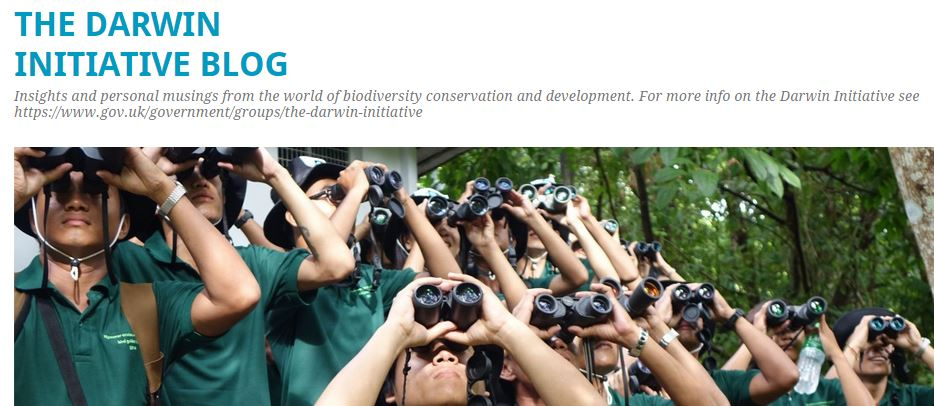 THE DARWIN
INITIATIVE BLOG
Insights and personal musings from the world of biodiversity conservation and development. For more info on the Darwin Initiative see
https://www.gov.uk/government/groups/the-darwin-initiative